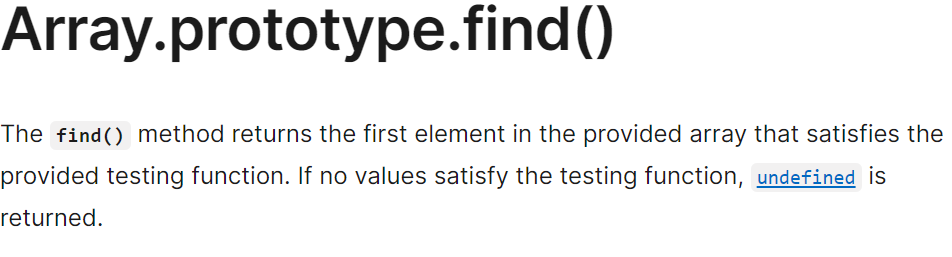 Array.prototype.find()
The find() method returns the first element in the provided array that satisfies the
provided testing function. If no values satisfy the testing function, undefined is
returned.